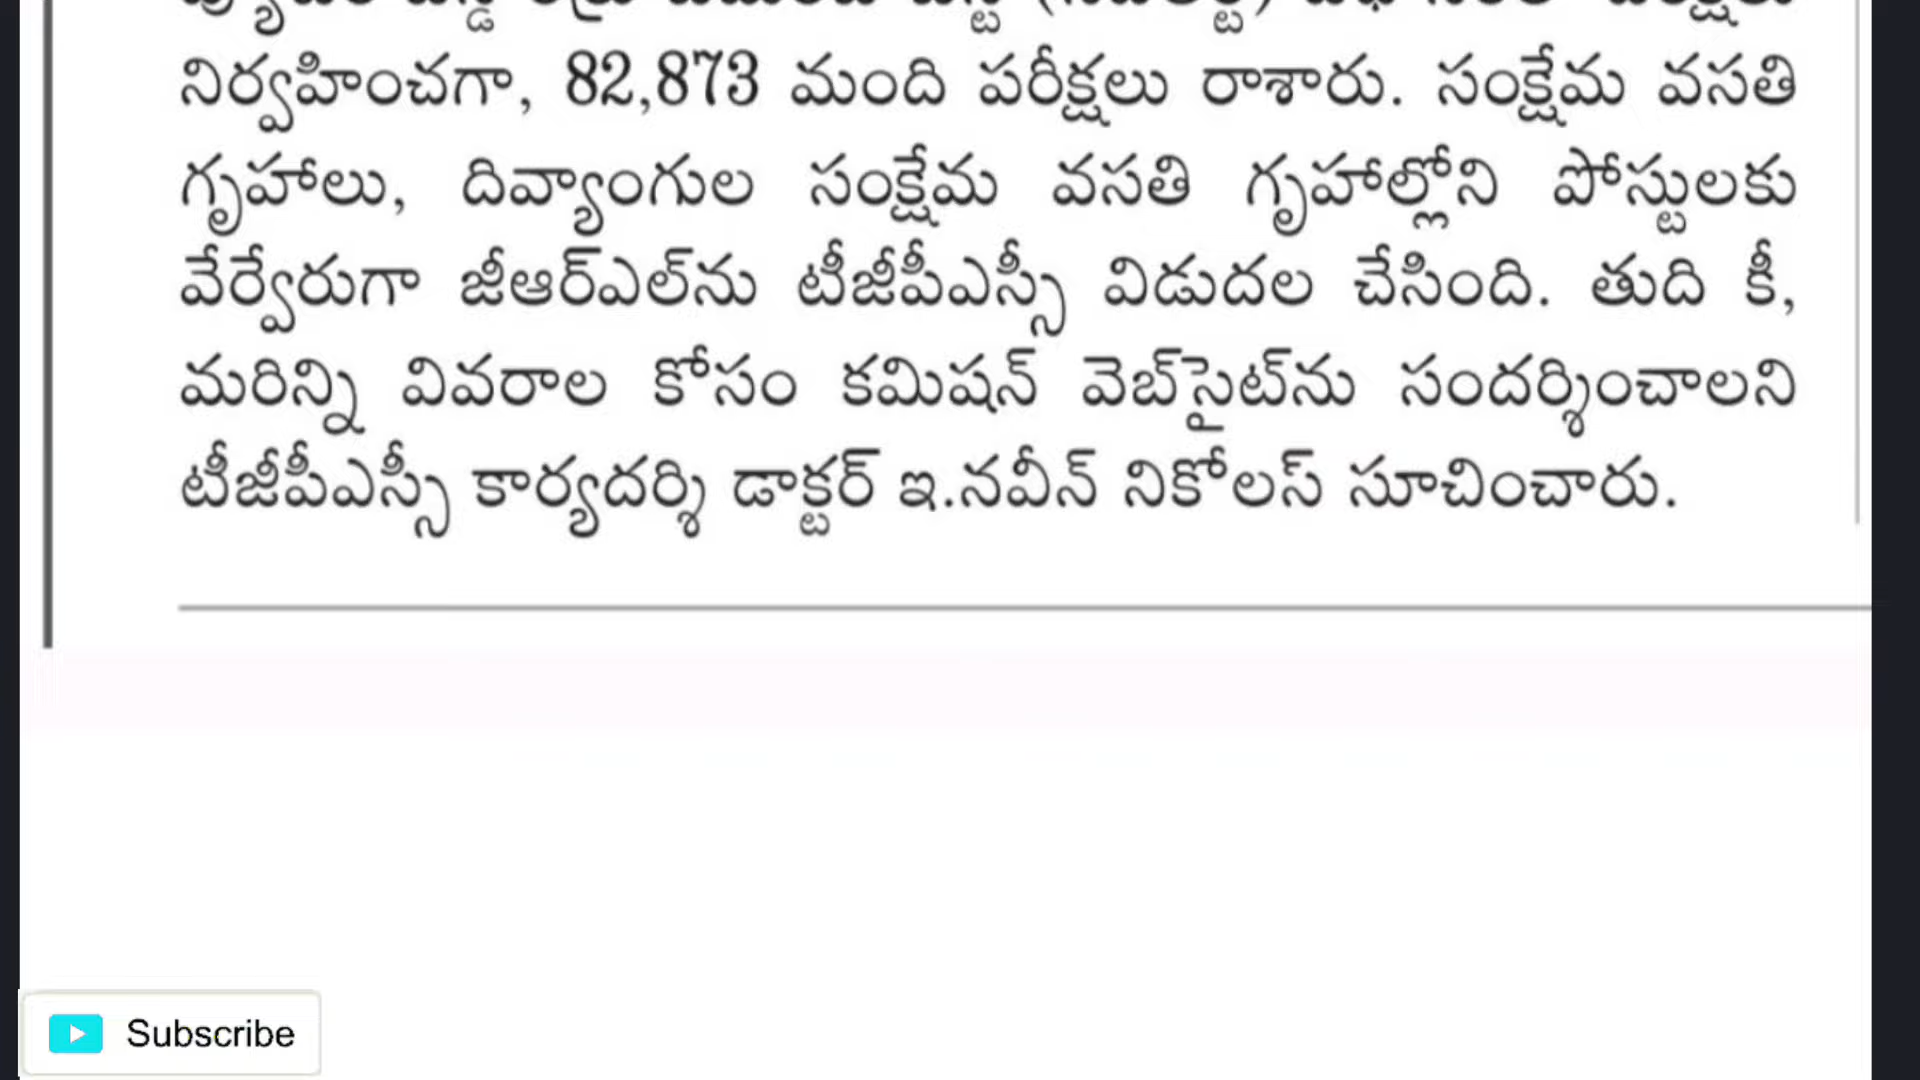 నిర్వహించగా, 82,873 మంది పరీక్షలు రాశారు. సంక్షేమ వసతి
గృహాలు, దివ్యాంగుల సంక్షేమ వసతి గృహాల్లోని పోస్టులకు
వేర్వేరుగా జీఆర్ఎల్‌ను టీజీపీఎస్సీ విడుదల చేసింది. తుది కీ,
మరిన్ని వివరాల కోసం కమిషన్ వెబ్‌సైట్‌ను సందర్శించాలని
టీజీపీఎస్సీ కార్యదర్శి డాక్టర్ ఇ.నవీన్ నికోలస్ సూచించారు.
Subscribe